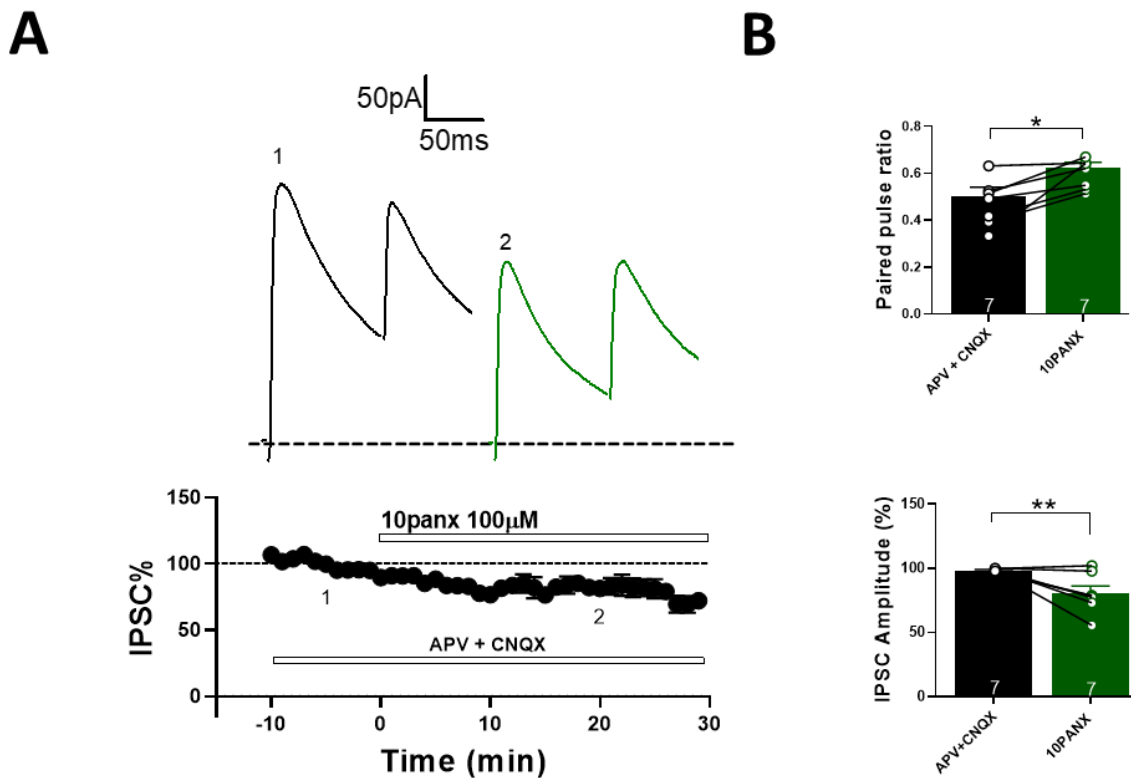 A
50pA
50ms
1
2
150
100
50
0
IPSC%
10panx 100μM
1
2
APV + CNQX
-10
0
10
20
30
Time (min)
B
0.8
0.6
0.4
0.2
0.0
Paired pulse ratio
*
7
7
APV + CNQX
10PANX
150
100
50
0
IPSC Amplitude (%)
**
7
7
APV+CNQX
10PANX